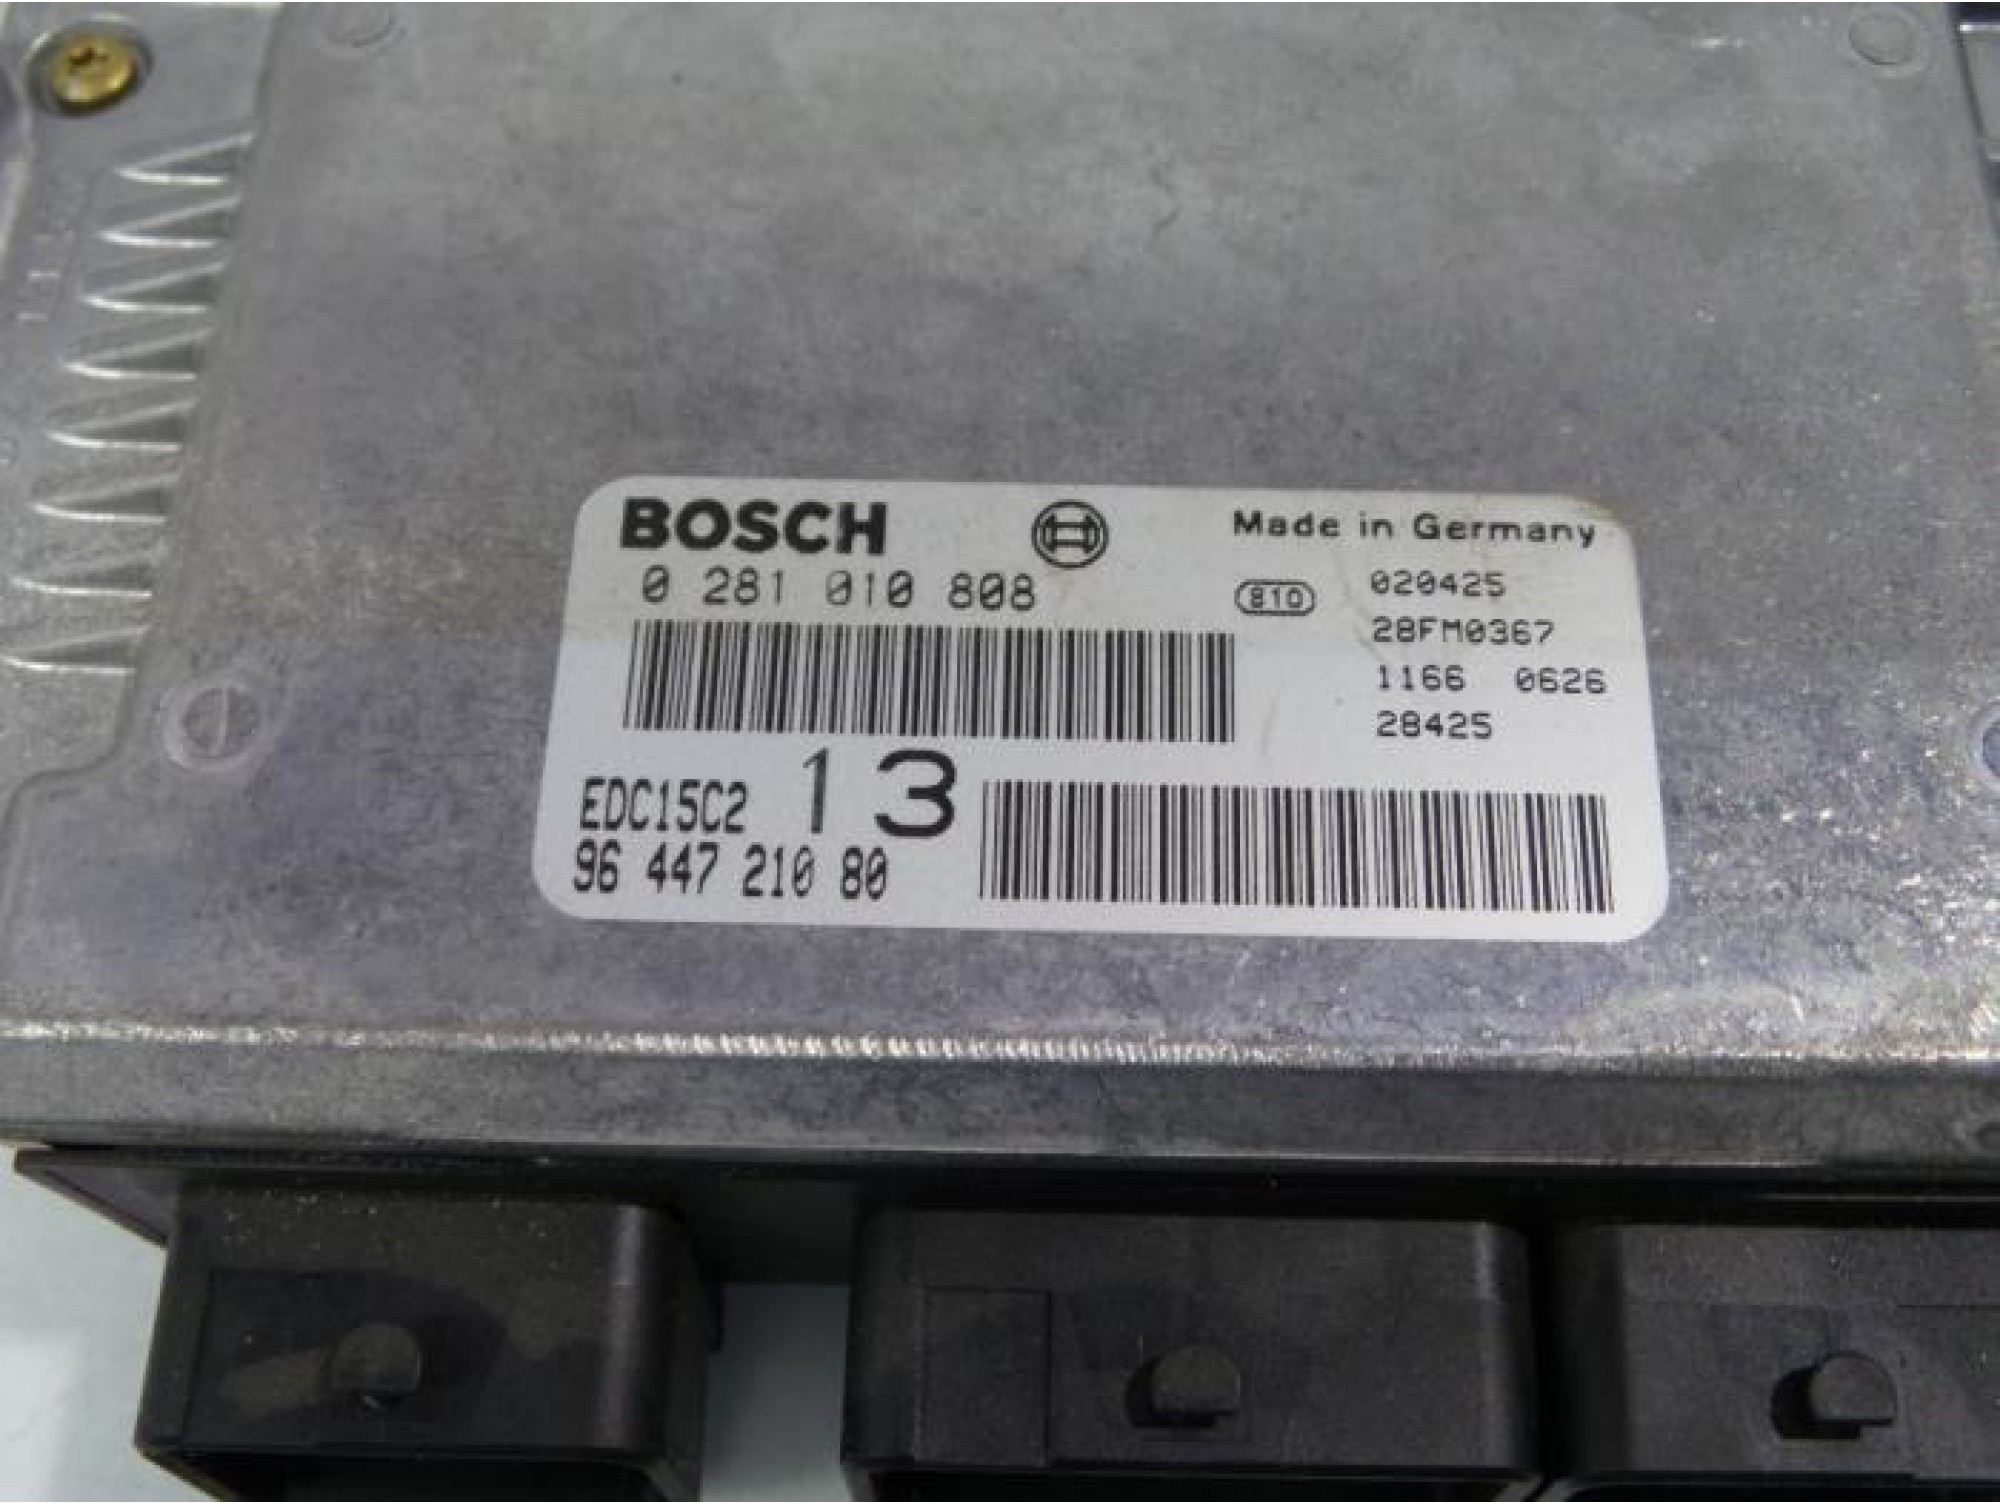 BOSCH
Made in Germany
0 281 010 808
810
020425
28FM0367
1166 0626
28425
EDC15C2 13
96 447 210 80